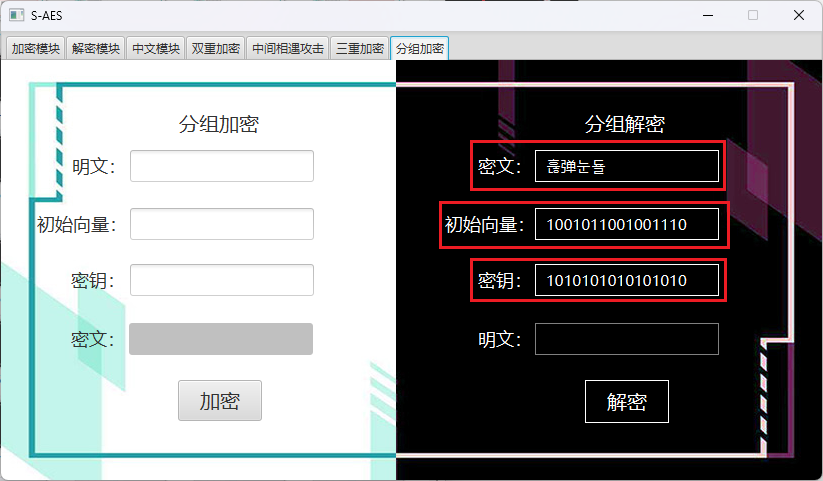 S-AES
加密模块 解密模块 中文模块 双重加密 中间相遇攻击 三重加密 分组加密
分组加密
明文：
初始向量：
密钥：
密文：
加密
分组解密
密文： 흝弹눈들
初始向量： 1001011001001110
密钥： 1010101010101010
明文：
解密